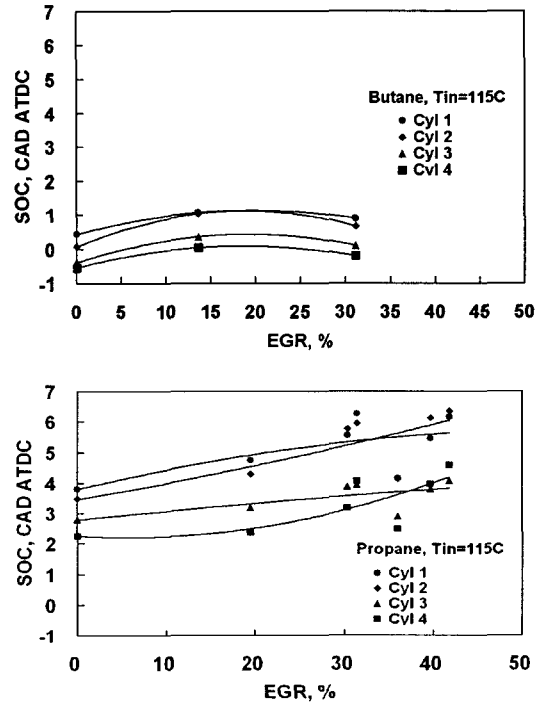 7
6
5
4
3
2
1
0
-1
SOC, CAD ATDC
Butane, Tin=115C
Cyl 1
Cyl 2
Cyl 3
Cvl 4
0 5 10 15 20 25 30 35 40 45 50
EGR, %
7
6
5
4
3
2
1
0
-1
SOC, CAD ATDC
Propane, Tin=115C
Cyl 1
Cyl 2
Cyl 3
Cyl 4
0 10 20 30 40 50
EGR, %